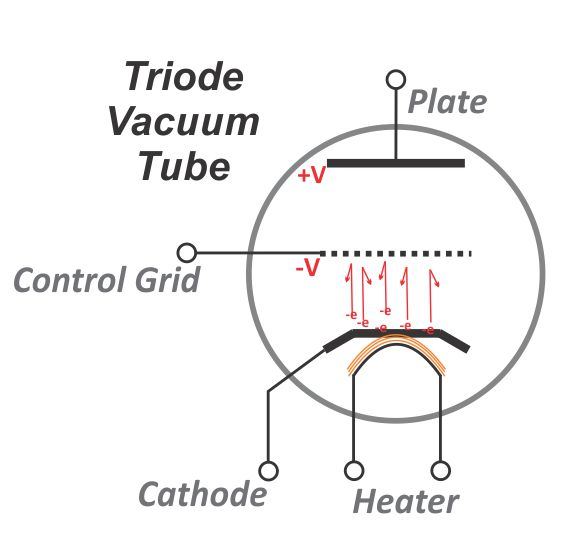 Triode
Vacuum
Tube
Plate
+V
Control Grid
-V
-e
-e
-e
-e
-e
-e
Cathode
Heater